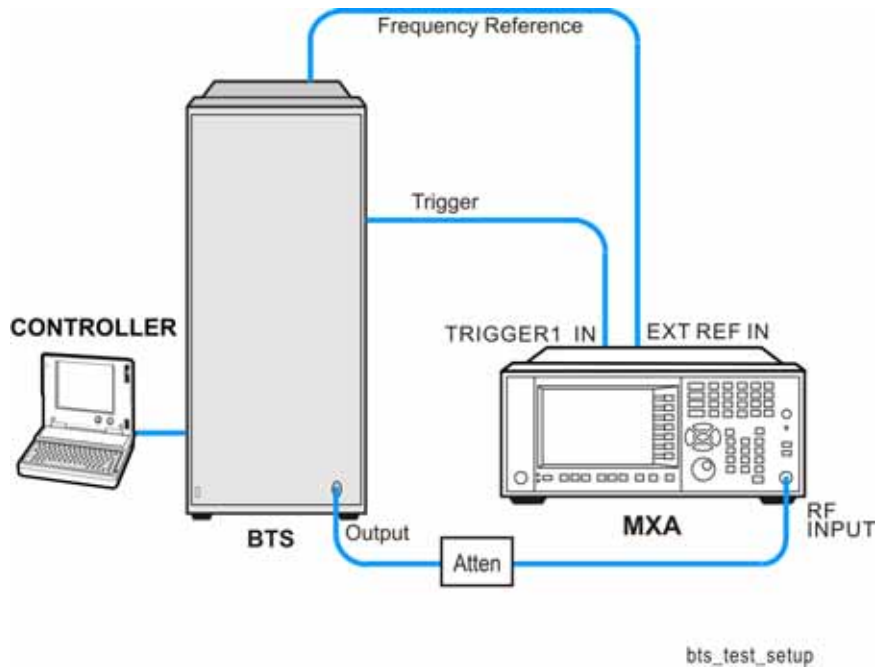 Frequency Reference
Trigger
CONTROLLER
TRIGGER1 IN
EXT REF IN
BTS
Output
MXA
RF
INPUT
Atten
bts_test_setup